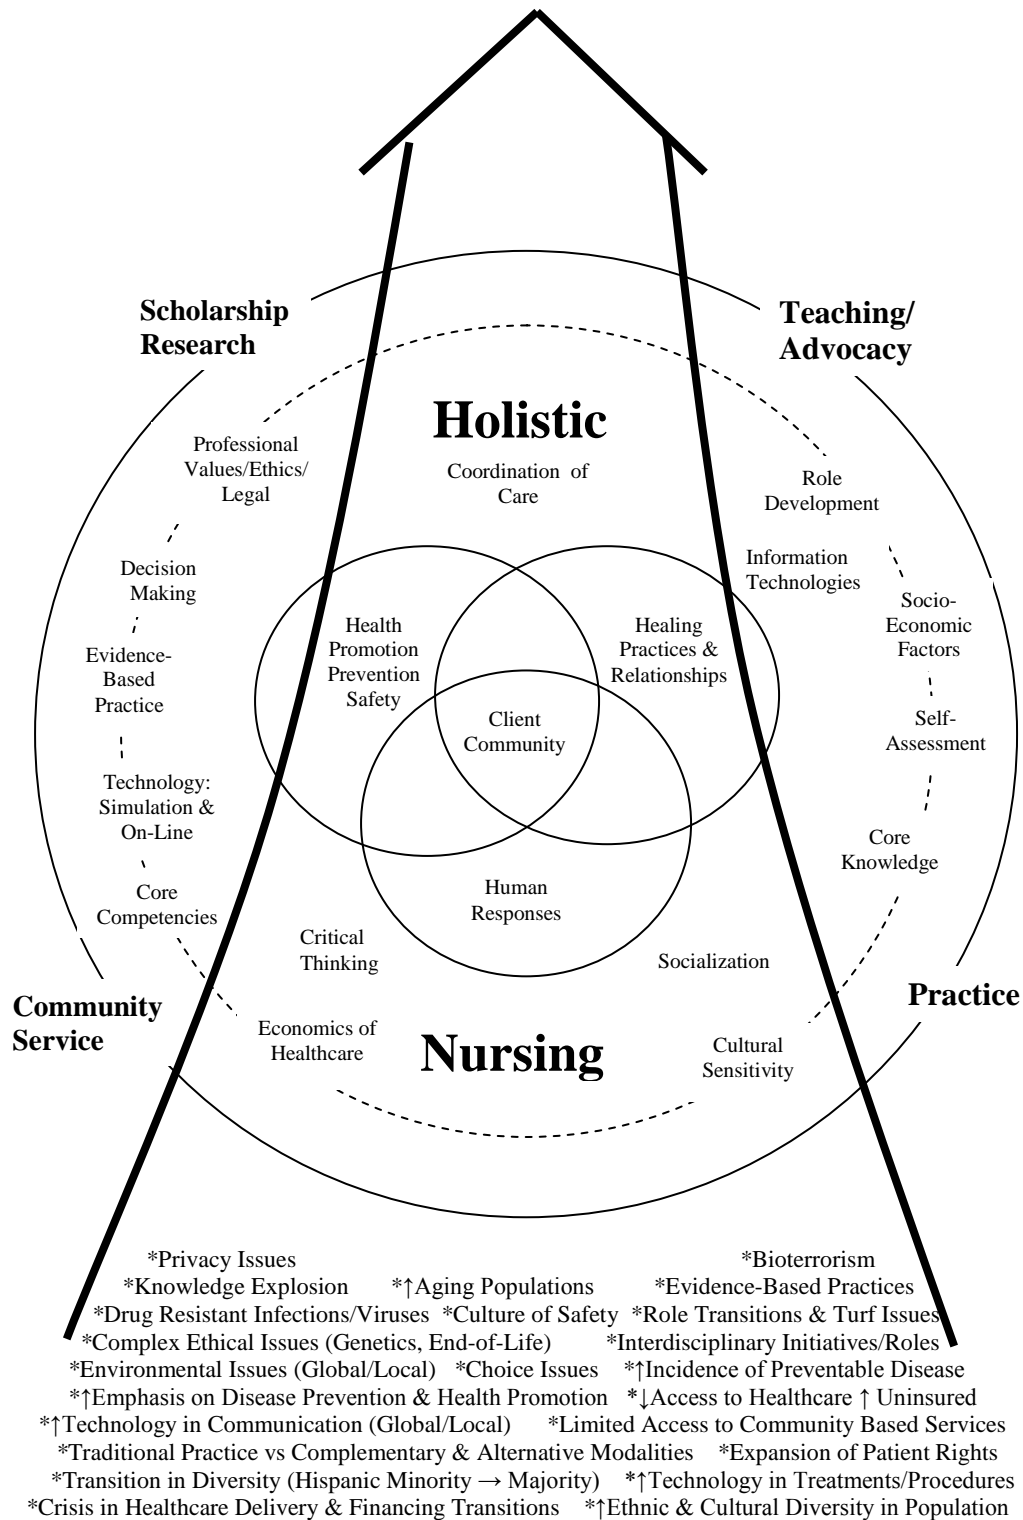 Scholarship
Research
Teaching/
Advocacy
Holistic
Coordination of
Care
Professional
Values/Ethics/
Legal
Role
Development
Decision
Making
Information
Technologies
Evidence-
Based
Practice
Health
Promotion
Prevention
Safety
Healing
Practices &
Relationships
Socio-
Economic
Factors
Client
Community
Self-
Assessment
Technology:
Simulation &
On-Line
Core
Knowledge
Core
Competencies
Human
Responses
Critical
Thinking
Socialization
Community
Service
Practice
Economics of
Healthcare
Nursing
Cultural
Sensitivity
*Privacy Issues *Bioterrorism
*Knowledge Explosion *↑Aging Populations *Evidence-Based Practices
*Drug Resistant Infections/Viruses *Culture of Safety *Role Transitions & Turf Issues
*Complex Ethical Issues (Genetics, End-of-Life) *Interdisciplinary Initiatives/Roles
*Environmental Issues (Global/Local) *Choice Issues *↑Incidence of Preventable Disease
*↑Emphasis on Disease Prevention & Health Promotion *↓Access to Healthcare ↑ Uninsured
*↑Technology in Communication (Global/Local) *Limited Access to Community Based Services
*Traditional Practice vs Complementary & Alternative Modalities *Expansion of Patient Rights
*Transition in Diversity (Hispanic Minority → Majority) *↑Technology in Treatments/Procedures
*Crisis in Healthcare Delivery & Financing Transitions *↑Ethnic & Cultural Diversity in Population